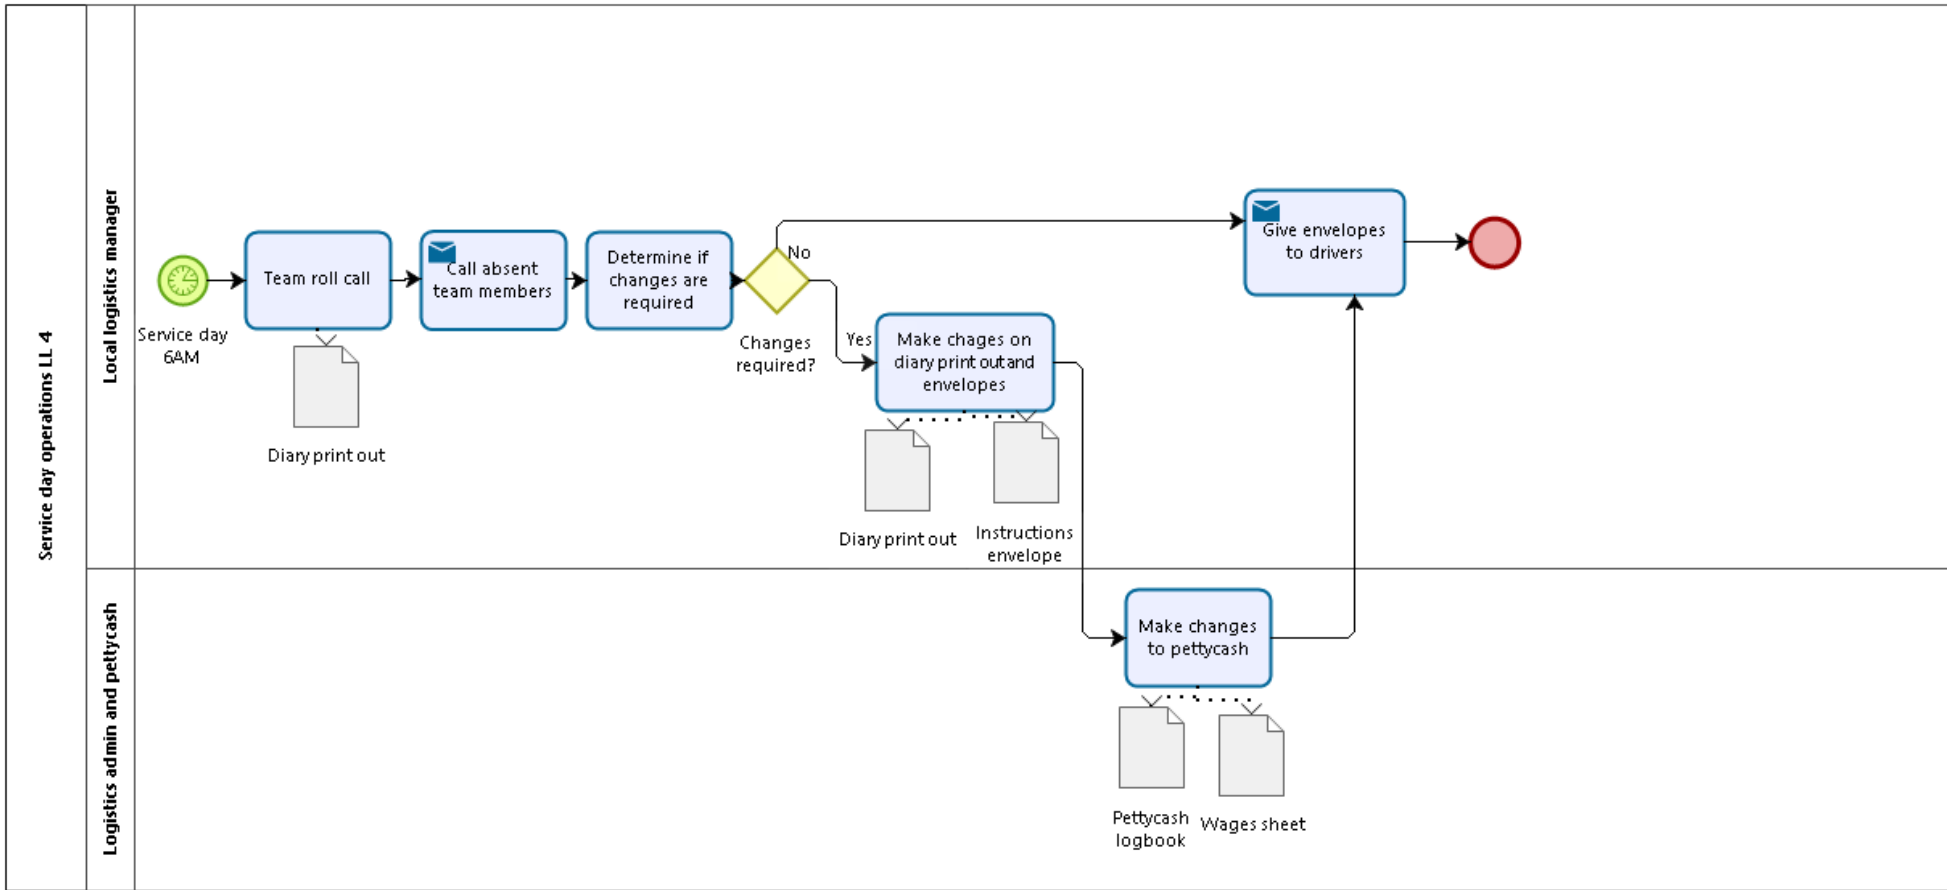 Service day operations LL 4
Local logistics manager
Service day
6AM
Team roll call
Diary print out
Call absent
team members
Determine if
changes are
required
No
Changes
required?
Yes
Make chages on
diary print out and
envelopes
Diary print out
Instructions
envelope
Give envelopes
to drivers
Logistics admin and pettycash
Make changes
to pettycash
Pettycash
logbook
Wages sheet